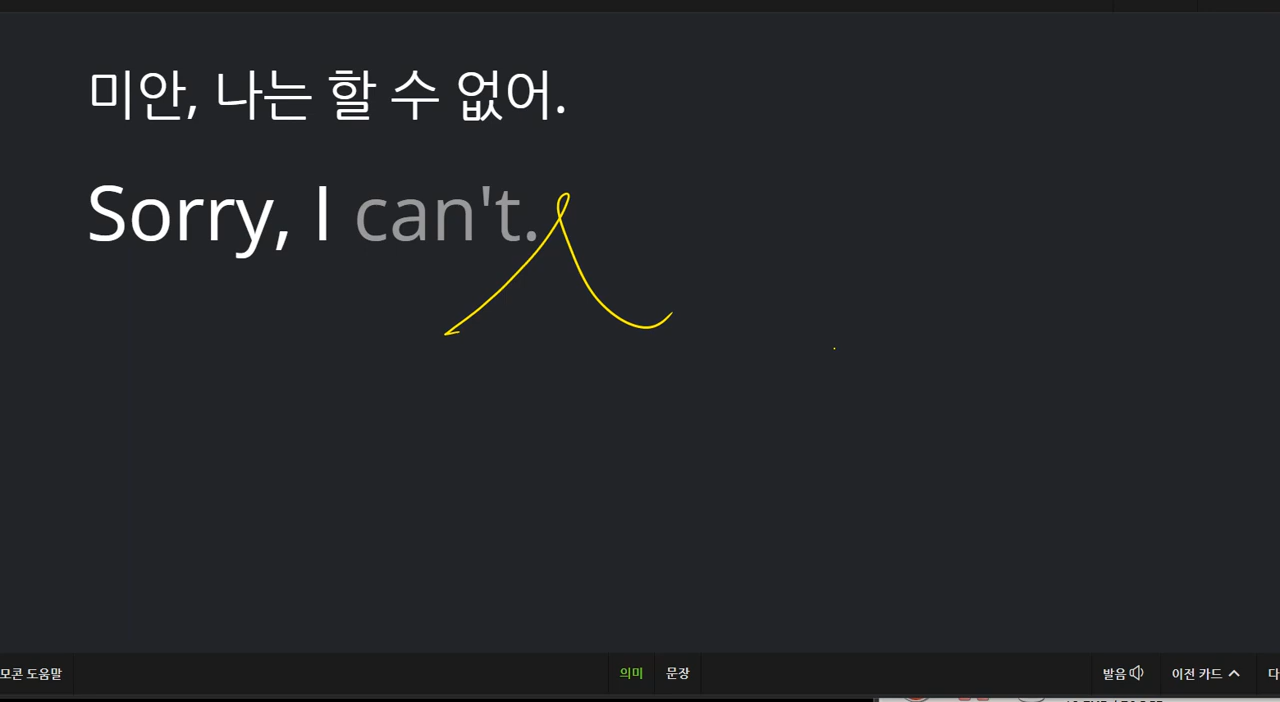 미안, 나는 할 수 없어.
Sorry, I can't.
모콘 도움말
의미
문장
발음
이전 카드
다